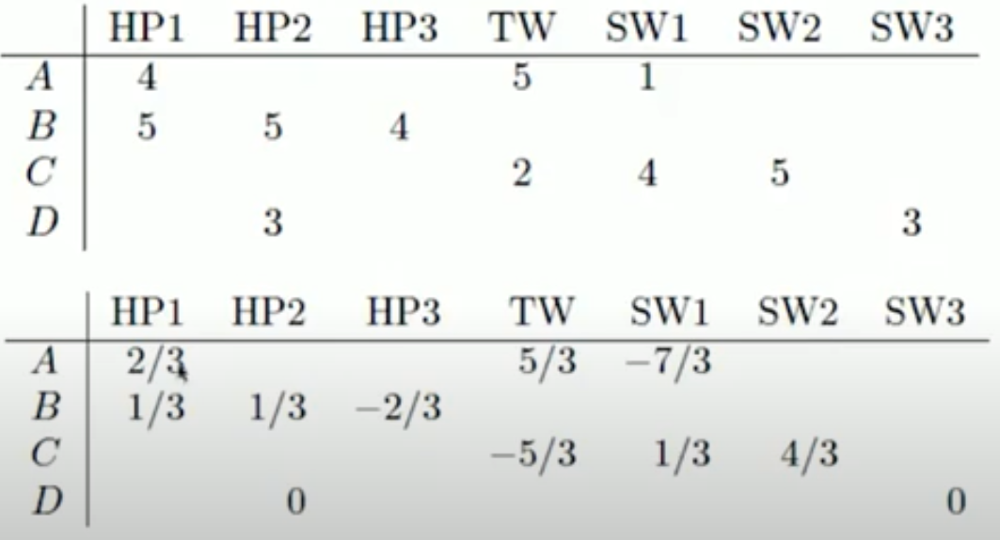 HP1 HP2 HP3 TW SW1 SW2 SW3
A 4 5 1
B 5 5 4
C 2 4 5
D 3 3
HP1 HP2 HP3 TW SW1 SW2 SW3
A 2/3 5/3 −7/3
B 1/3 1/3 −2/3
C −5/3 1/3 4/3
D 0 0